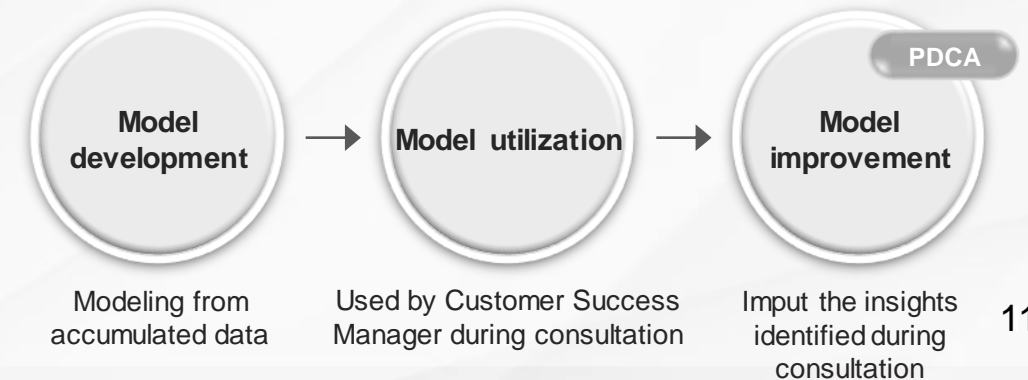 PDCA
Model
development
Model utilization
Model
improvement
Modeling from
accumulated data
Used by Customer Success
Manager during consultation
Imput the insights
identified during
consultation
11